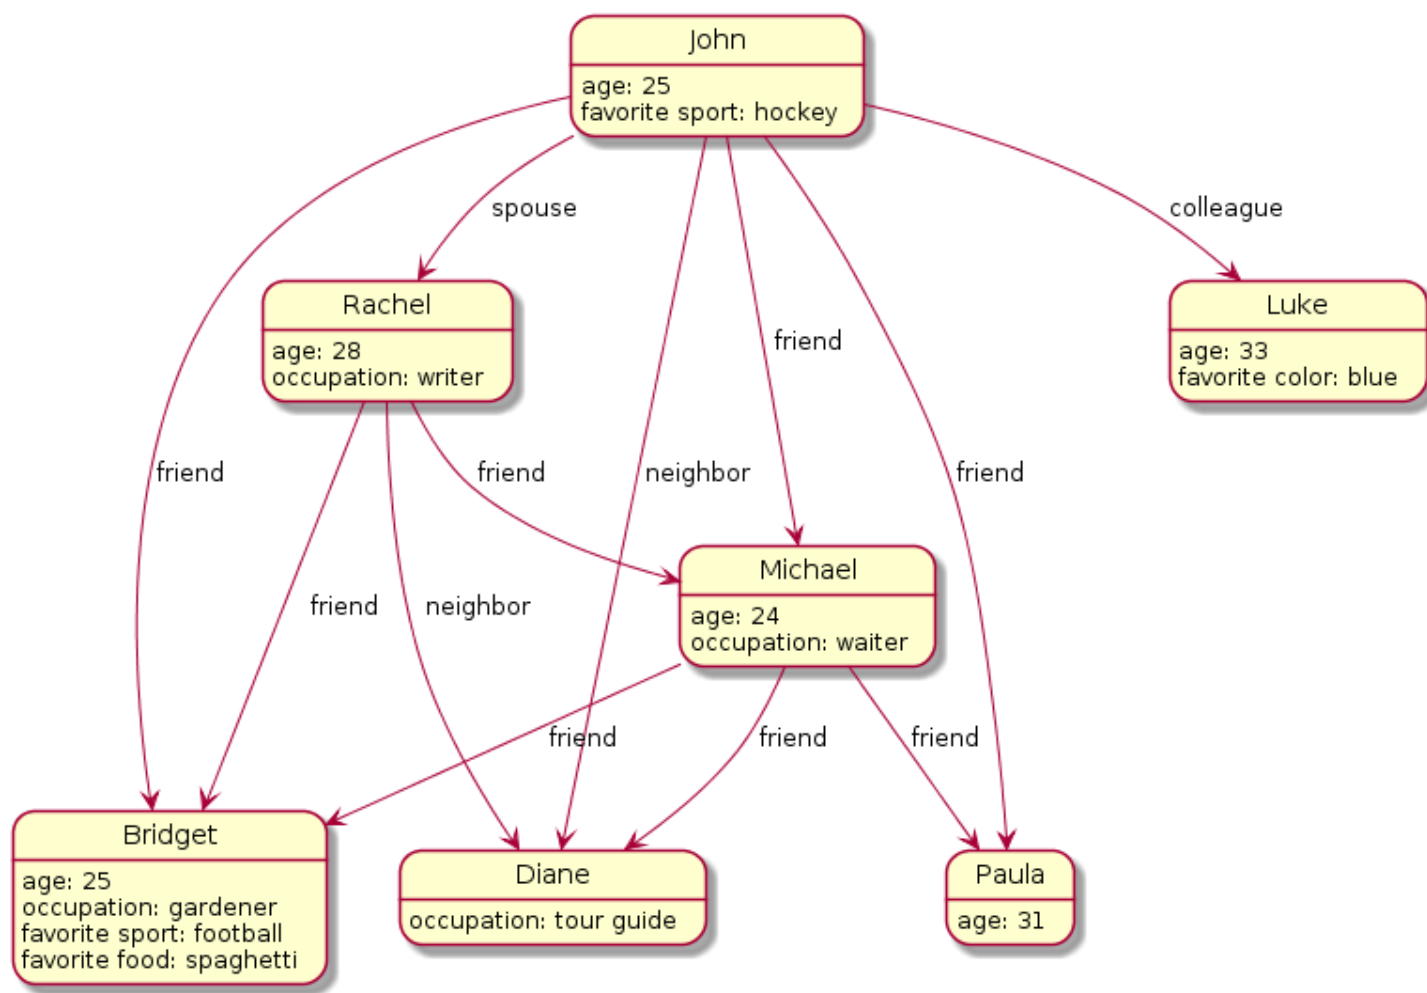 John
age: 25
favorite sport: hockey
spouse
colleague
Rachel
age: 28
occupation: writer
friend
Luke
age: 33
favorite color: blue
friend
friend
neighbor
friend
friend
neighbor
Michael
age: 24
occupation: waiter
friend
friend
friend
Bridget
age: 25
occupation: gardener
favorite sport: football
favorite food: spaghetti
Diane
occupation: tour guide
Paula
age: 31